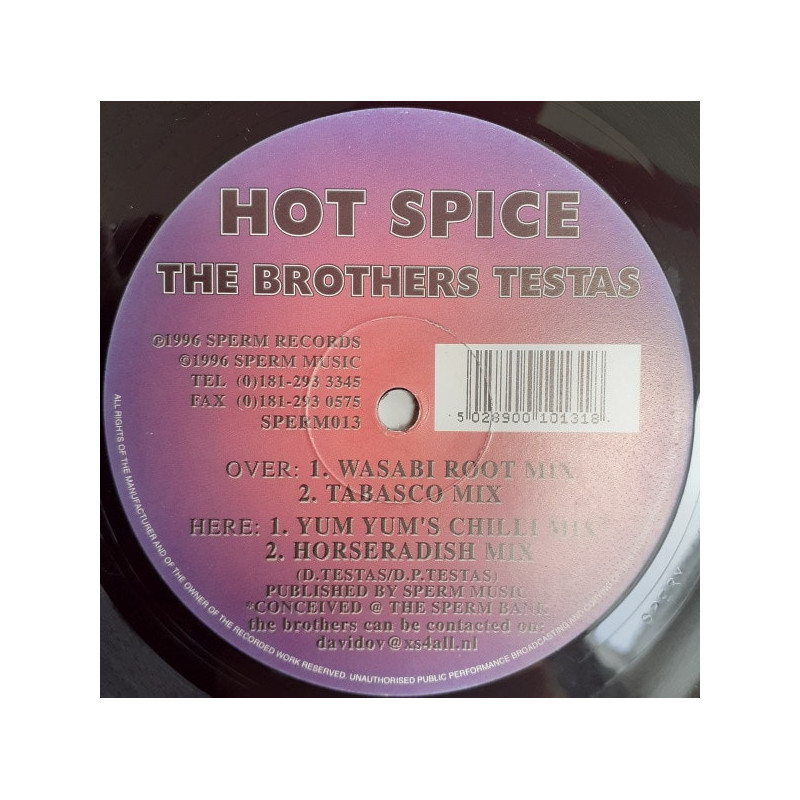 HOT SPICE
THE BROTHERS TESTAS
℗1996 SPERM RECORDS
©1996 SPERM MUSIC
TEL (0)181-293 3345
FAX (0)181-293 0575
SPERM013
5 028900 101318
OVER: 1. WASABI ROOT MIX
2. TABASCO MIX
HERE: 1. YUM YUM'S CHILLI MIX
2. HORSERADISH MIX
(D.TESTAS/D.P.TESTAS)
PUBLISHED BY SPERM MUSIC
*CONCEIVED @ THE SPERM BANK
the brothers can be contacted on:
davidov@xs4all.nl
ALL RIGHTS OF THE MANUFACTURER AND OF THE OWNER OF THE RECORDED WORK RESERVED. UNAUTHORISED PUBLIC PERFORMANCE BROADCASTING AND COPYING